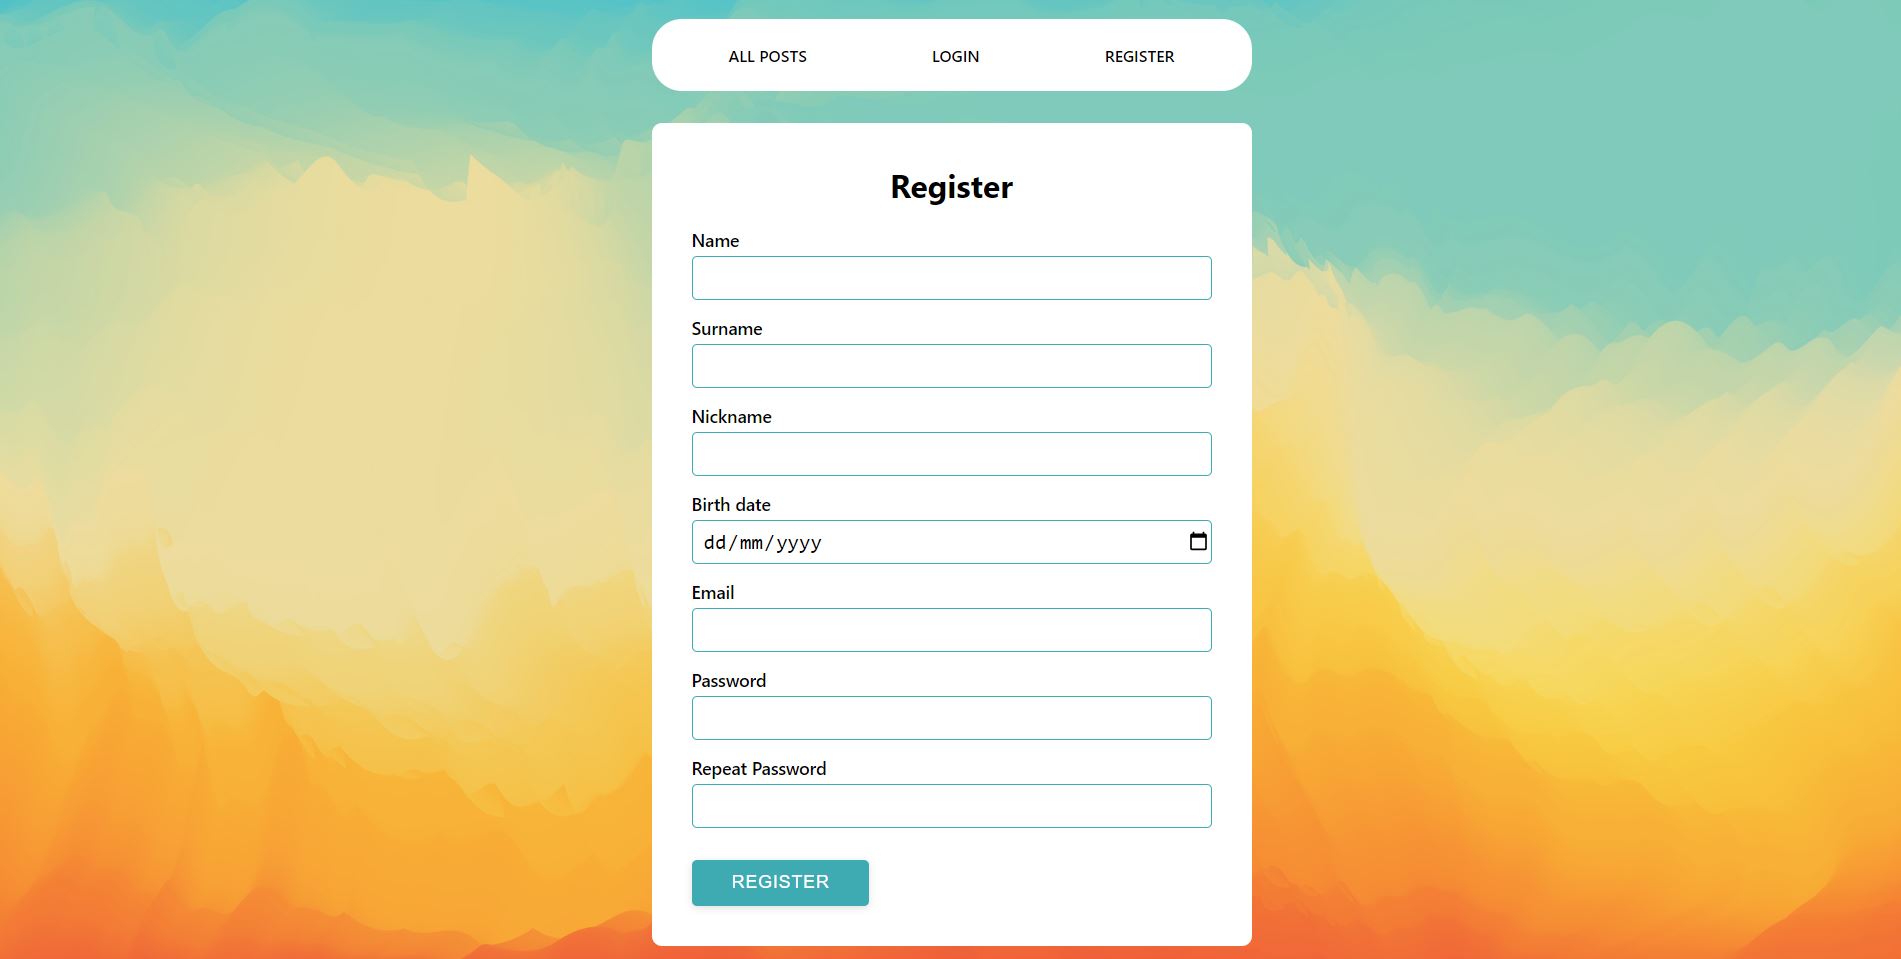 ALL POSTS LOGIN REGISTER
Register
Name
Surname
Nickname
Birth date
dd/mm/yyyy
Email
Password
Repeat Password
REGISTER